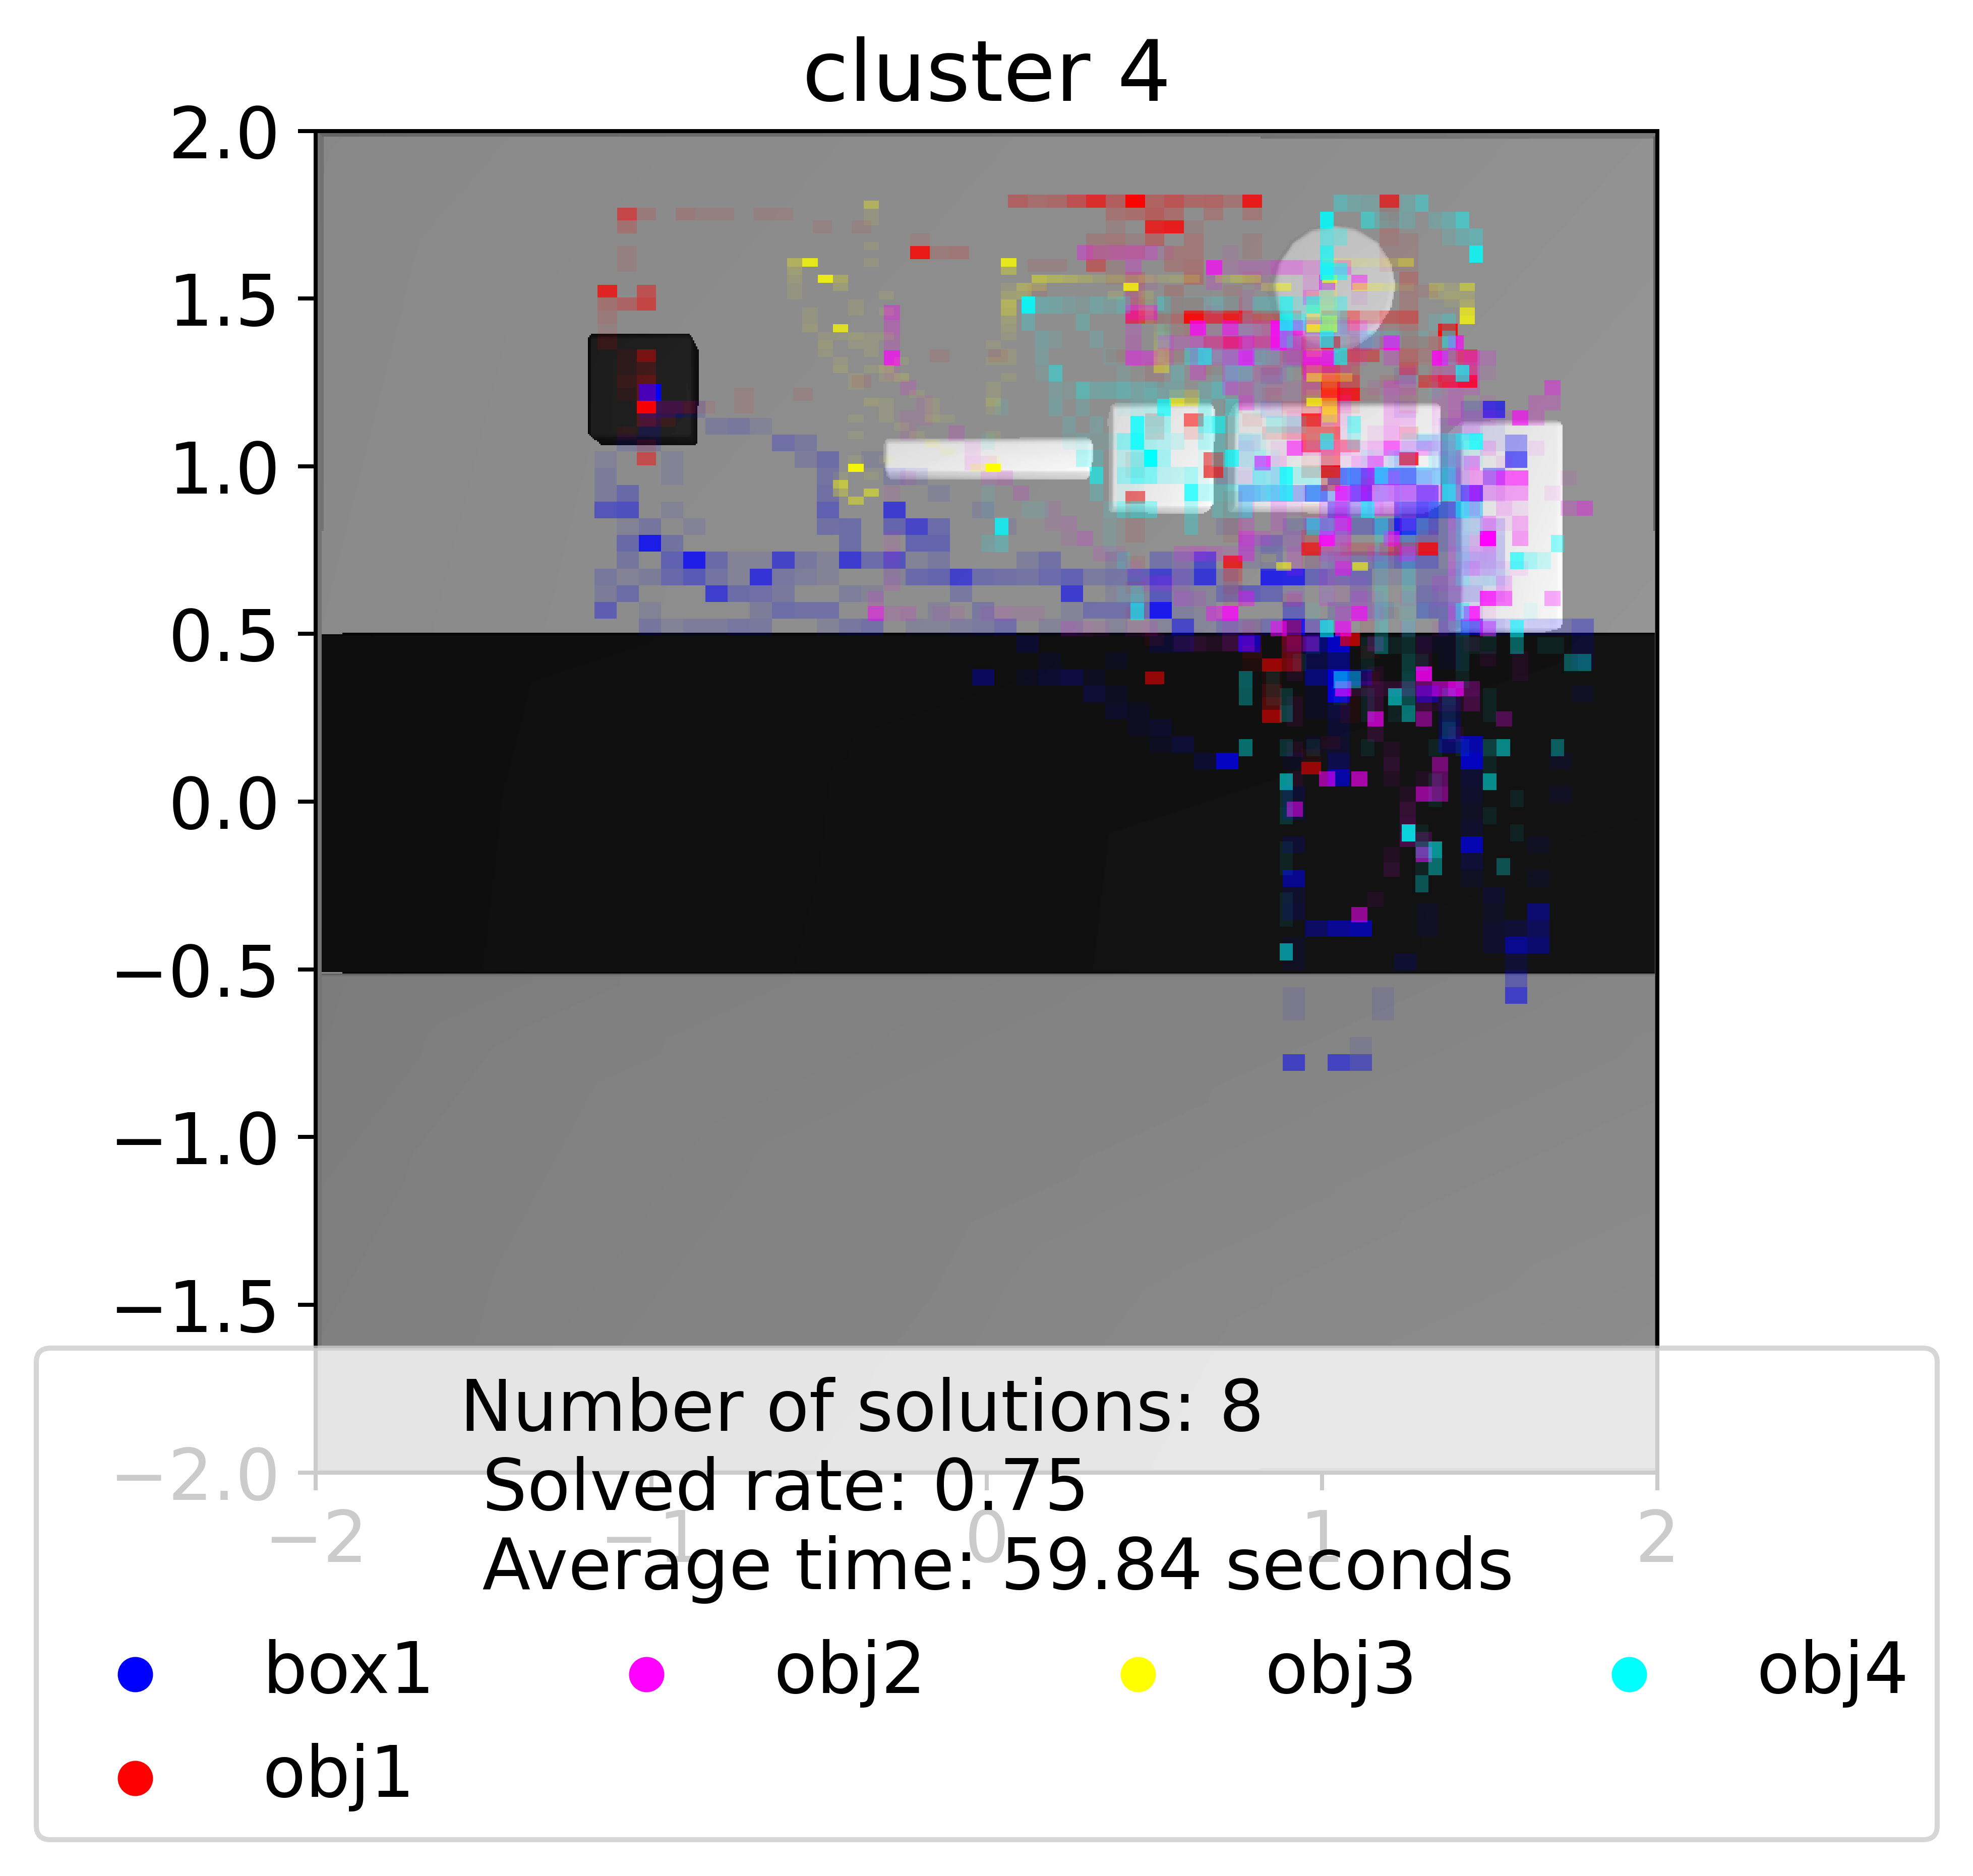 cluster 4
2.0
1.5
1.0
0.5
0.0
−0.5
−1.0
−1.5
−2.0
−2 −1 0 1 2
Number of solutions: 8
Solved rate: 0.75
Average time: 59.84 seconds
box1 obj2 obj3 obj4
obj1